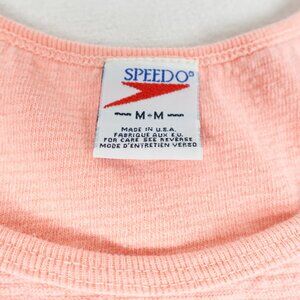 SPEEDO®
M-M
MADE IN U.S.A.
FABRIQUE AUX E.U.
FOR CARE SEE REVERSE
MODE D'ENTRETIEN VERSO